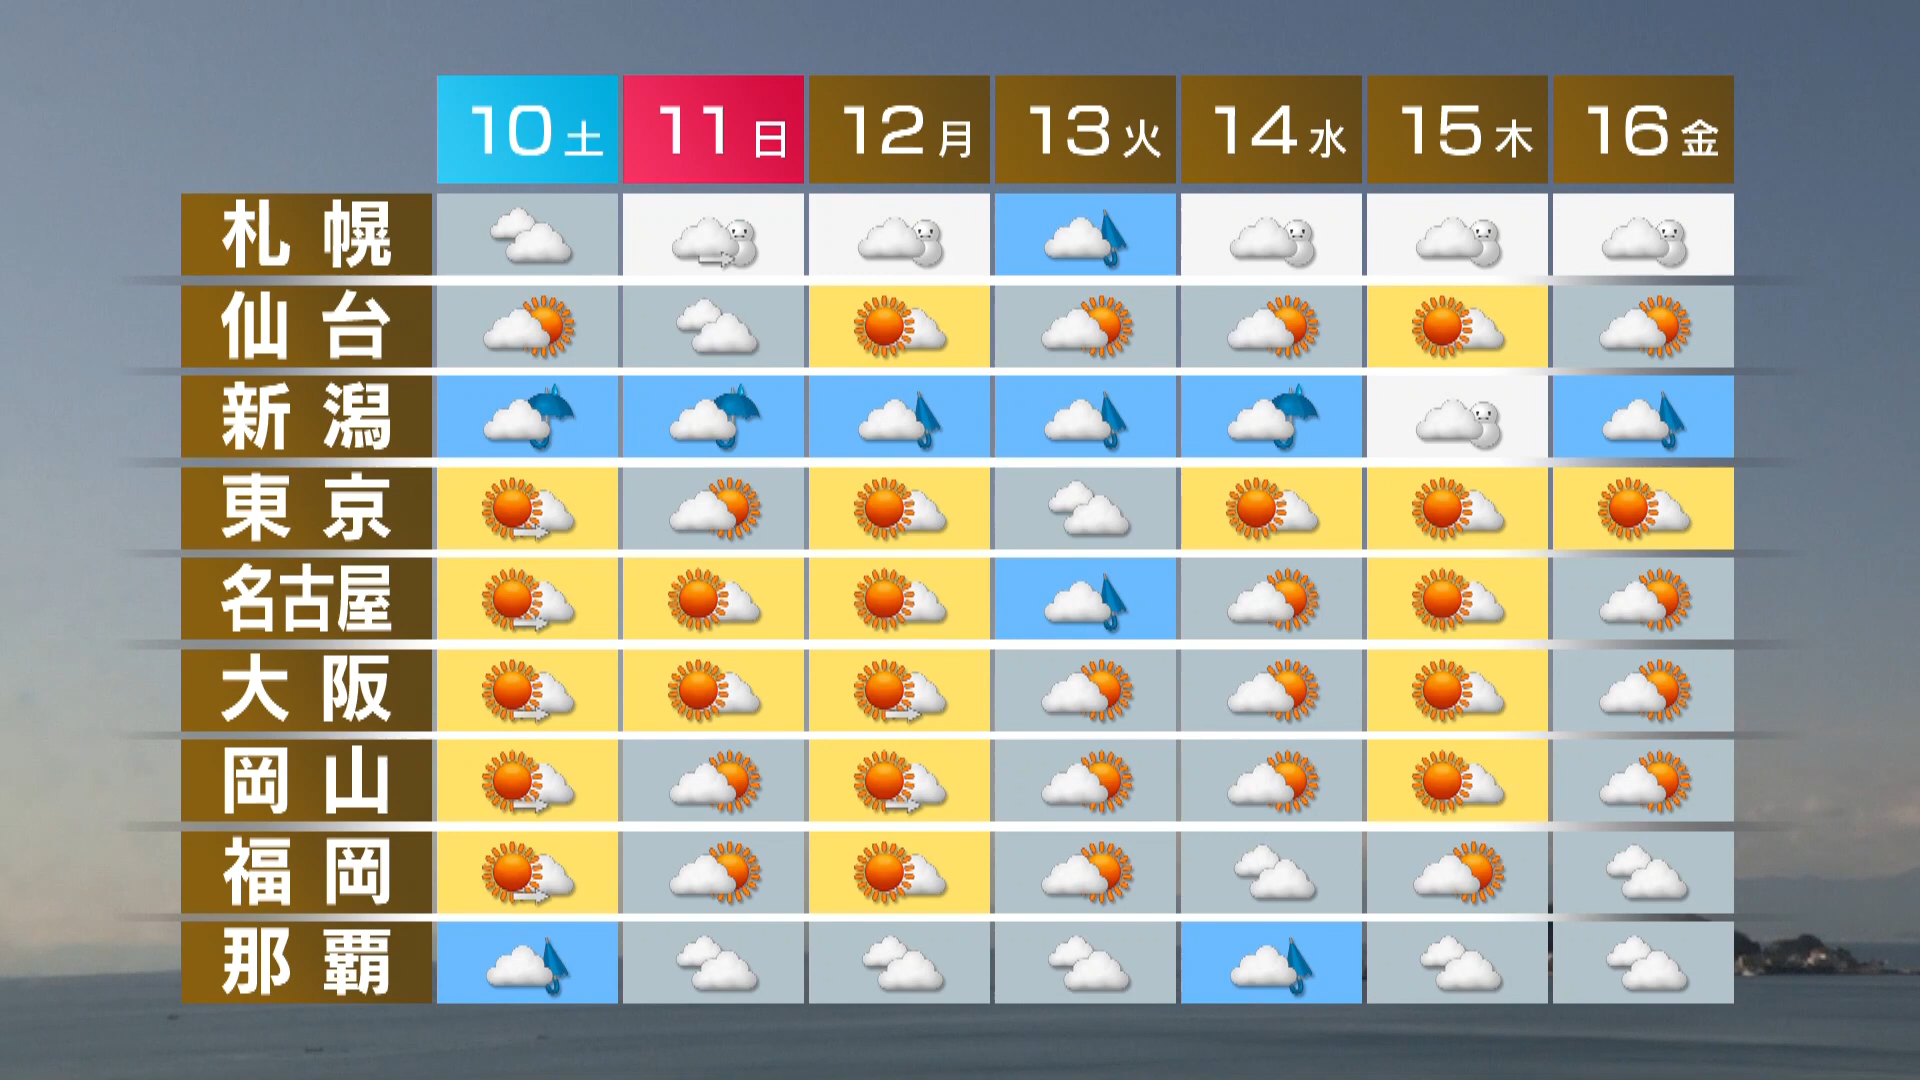 10土 11日 12月 13火 14水 15木 16金
札幌
仙台
新潟
東京
名古屋
大阪
岡山
福岡
那覇